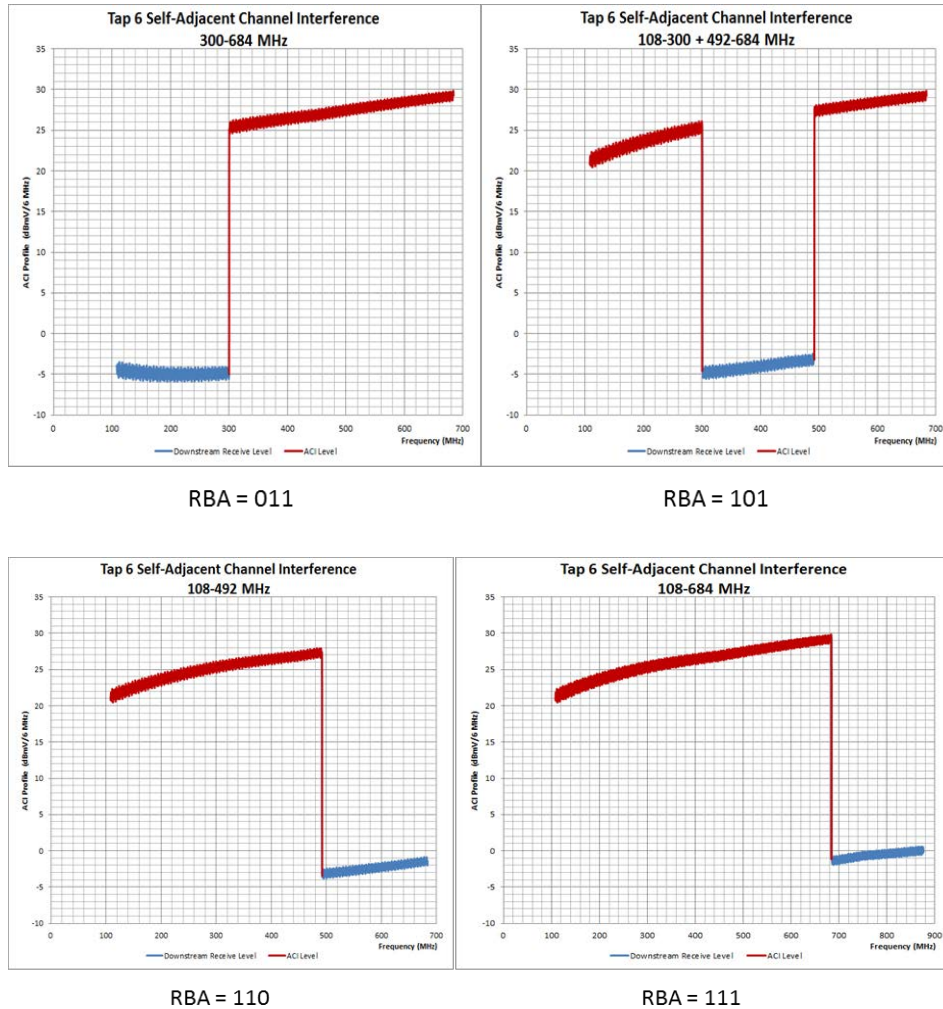 Tap 6 Self-Adjacent Channel Interference
300-684 MHz
35
30
25
20
15
10
5
0
-5
-10
ACI Profile (dBmV/6 MHz)
0 100 200 300 400 500 600 700
Frequency (MHz)
Downstream Receive Level ACI Level
RBA = 011
Tap 6 Self-Adjacent Channel Interference
108-300 + 492-684 MHz
35
30
25
20
15
10
5
0
-5
-10
ACI Profile (dBmV/6 MHz)
0 100 200 300 400 500 600 700
Frequency (MHz)
Downstream Receive Level ACI Level
RBA = 101
Tap 6 Self-Adjacent Channel Interference
108-492 MHz
35
30
25
20
15
10
5
0
-5
-10
ACI Profile (dBmV/6 MHz)
0 100 200 300 400 500 600 700
Frequency (MHz)
Downstream Receive Level ACI Level
RBA = 110
Tap 6 Self-Adjacent Channel Interference
108-684 MHz
35
30
25
20
15
10
5
0
-5
-10
ACI Profile (dBmV/6 MHz)
0 100 200 300 400 500 600 700 800 900
Frequency (MHz)
Downstream Receive Level ACI Level
RBA = 111